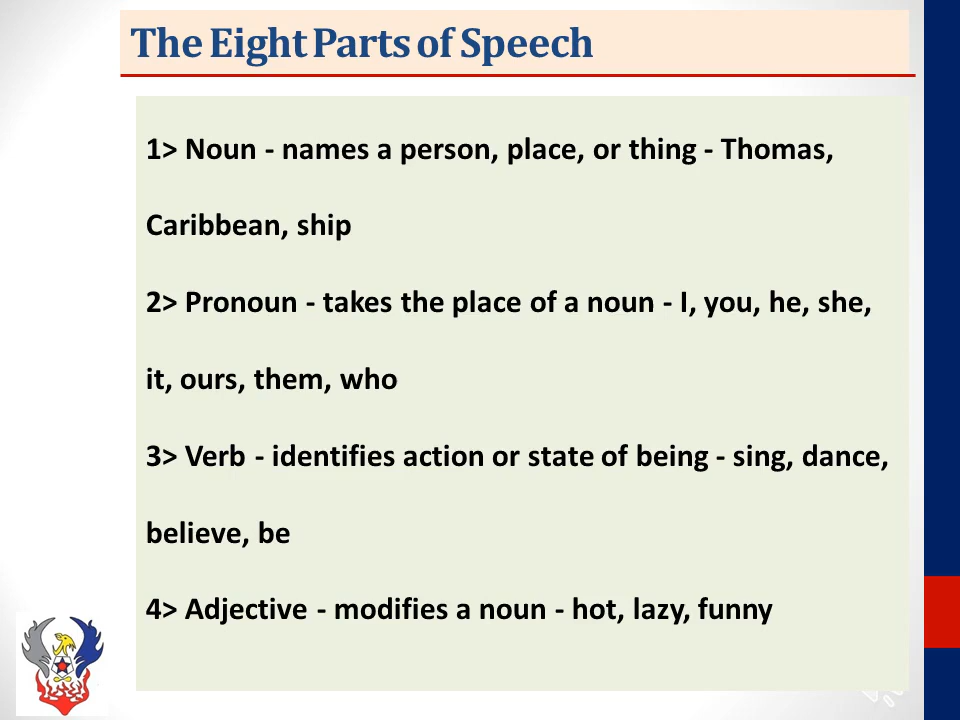 The Eight Parts of Speech
1> Noun - names a person, place, or thing - Thomas,
Caribbean, ship
2> Pronoun - takes the place of a noun - I, you, he, she,
it, ours, them, who
3> Verb - identifies action or state of being - sing, dance,
believe, be
4> Adjective - modifies a noun - hot, lazy, funny